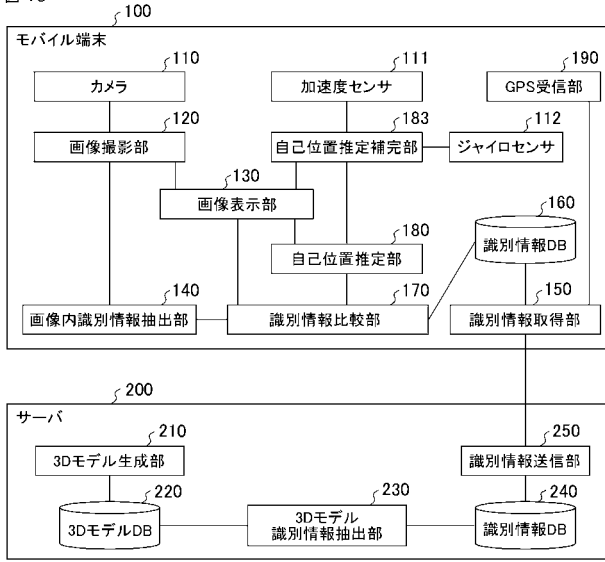 100
モバイル端末
110
カメラ
111
加速度センサ
190
GPS受信部
120
画像撮影部
183
自己位置推定補完部
112
ジャイロセンサ
130
画像表示部
160
識別情報DB
180
自己位置推定部
140
画像内識別情報抽出部
170
識別情報比較部
150
識別情報取得部
200
サーバ
210
3Dモデル生成部
250
識別情報送信部
220
3DモデルDB
230
3Dモデル
識別情報抽出部
240
識別情報DB